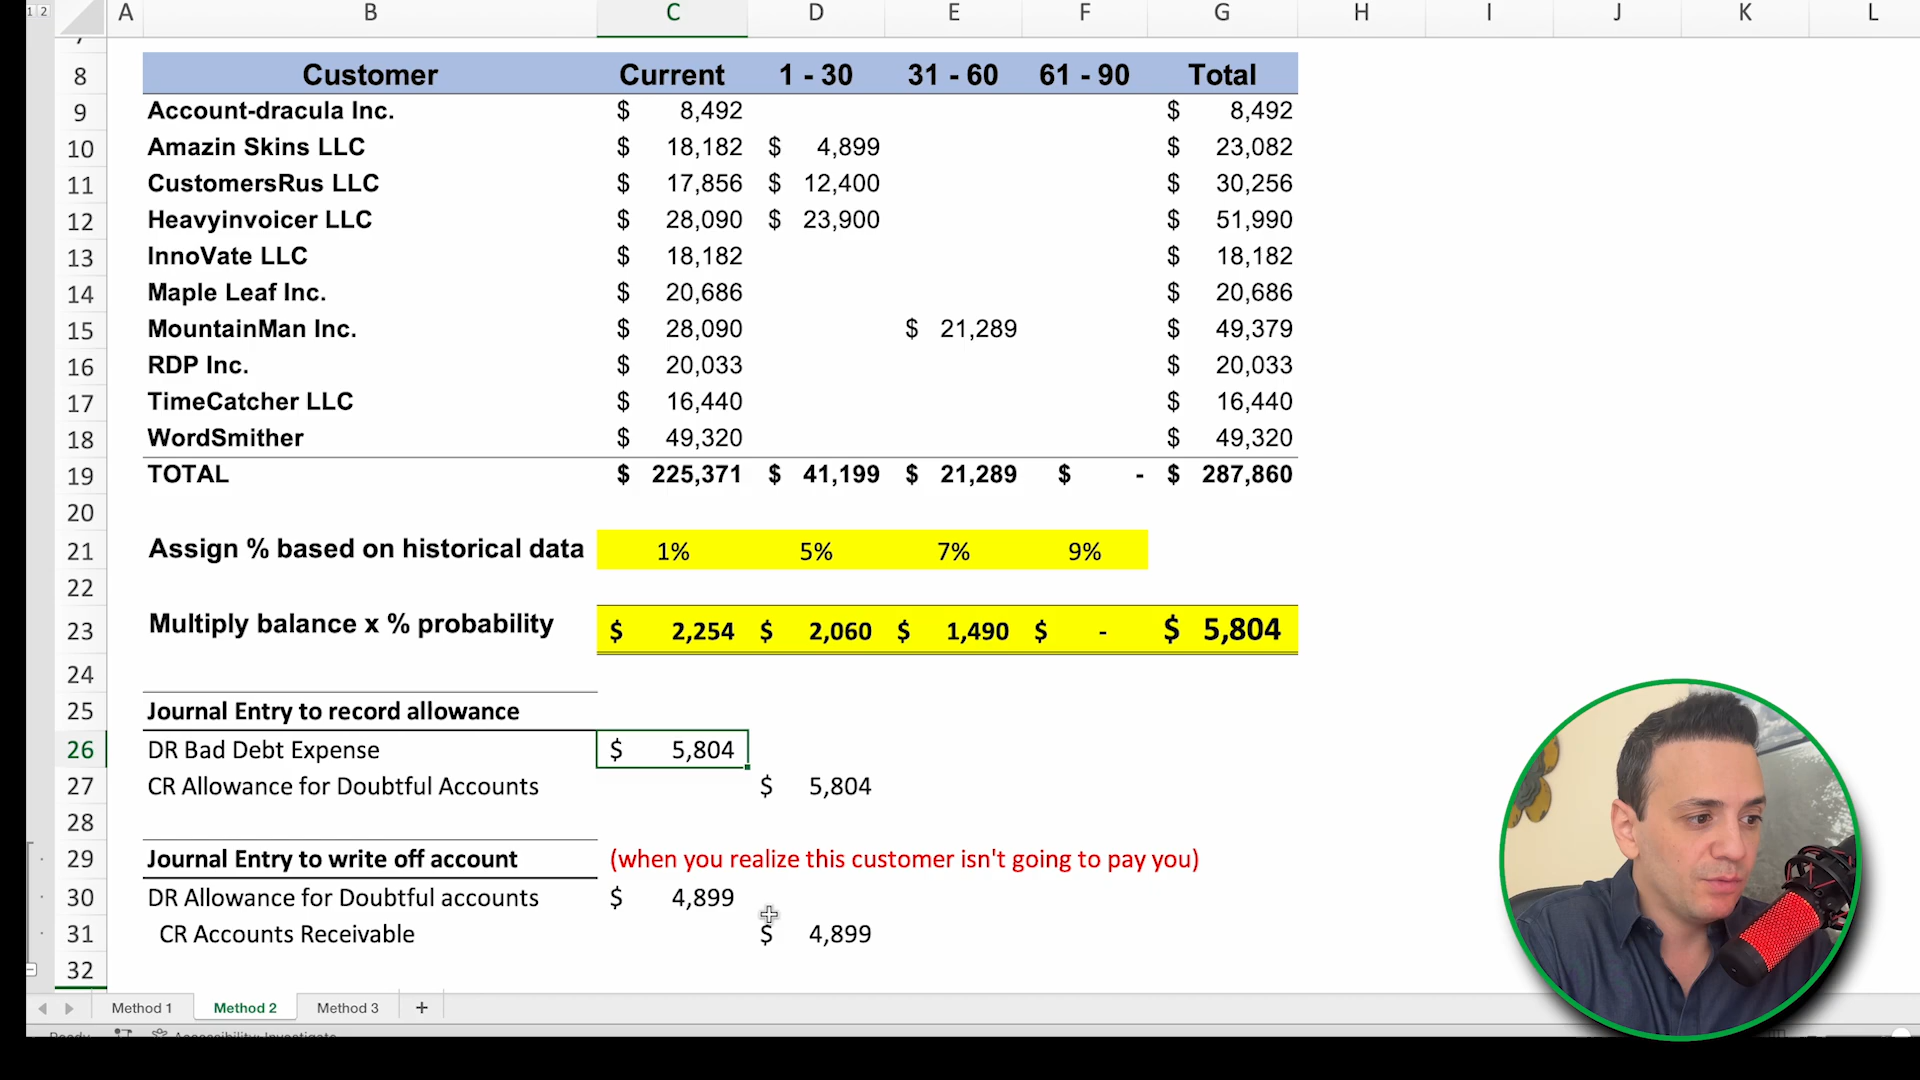 1 2
A B C D E F G H I J K L
8 Customer Current 1 - 30 31 - 60 61 - 90 Total
9 Account-dracula Inc. $ 8,492 $ 8,492
10 Amazin Skins LLC $ 18,182 $ 4,899 $ 23,082
11 CustomersRus LLC $ 17,856 $ 12,400 $ 30,256
12 Heavyinvoicer LLC $ 28,090 $ 23,900 $ 51,990
13 InnoVate LLC $ 18,182 $ 18,182
14 Maple Leaf Inc. $ 20,686 $ 20,686
15 MountainMan Inc. $ 28,090 $ 21,289 $ 49,379
16 RDP Inc. $ 20,033 $ 20,033
17 TimeCatcher LLC $ 16,440 $ 16,440
18 WordSmither $ 49,320 $ 49,320
19 TOTAL $ 225,371 $ 41,199 $ 21,289 $ - $ 287,860
20
21 Assign % based on historical data 1% 5% 7% 9%
22
23 Multiply balance x % probability $ 2,254 $ 2,060 $ 1,490 $ - $ 5,804
24
25 Journal Entry to record allowance
26 DR Bad Debt Expense $ 5,804
27 CR Allowance for Doubtful Accounts $ 5,804
28
29 Journal Entry to write off account (when you realize this customer isn't going to pay you)
30 DR Allowance for Doubtful accounts $ 4,899
31 CR Accounts Receivable $ 4,899
32
Method 1 Method 2 Method 3 +